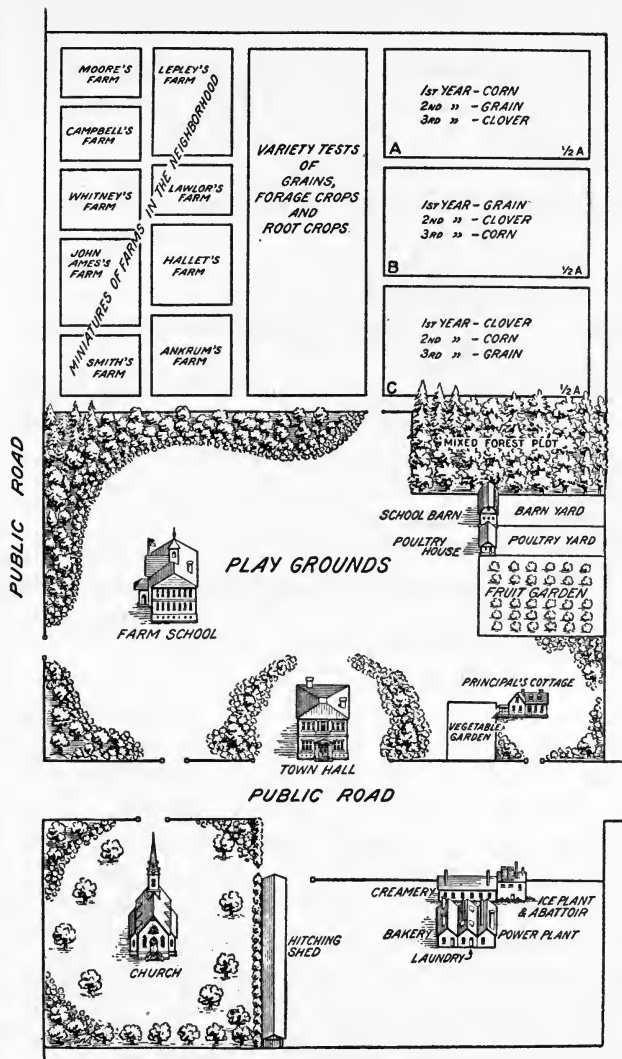 MOORE'S
FARM
LEPLEY'S
FARM
CAMPBELL'S
FARM
WHITNEY'S
FARM
LAWLOR'S
FARM
JOHN
AMES'S
FARM
HALLET'S
FARM
SMITH'S
FARM
ANKRUM'S
FARM
MINIATURES OF FARMS IN THE NEIGHBORHOOD
VARIETY TESTS
OF
GRAINS,
FORAGE CROPS
AND
ROOT CROPS.
1ST YEAR - CORN
2ND " - GRAIN
3RD " - CLOVER
A ½ A
1ST YEAR - GRAIN
2ND " - CLOVER
3RD " - CORN
B ½ A
1ST YEAR - CLOVER
2ND " - CORN
3RD " - GRAIN
C ½ A
MIXED FOREST PLOT
PUBLIC ROAD
SCHOOL BARN
BARN YARD
POULTRY
HOUSE
POULTRY YARD
PLAY GROUNDS
FRUIT GARDEN
FARM SCHOOL
PRINCIPAL'S COTTAGE
VEGETABLE
GARDEN
TOWN HALL
PUBLIC ROAD
CREAMERY
ICE PLANT
& ABATTOIR
BAKERY
POWER PLANT
LAUNDRY
HITCHING
SHED
CHURCH